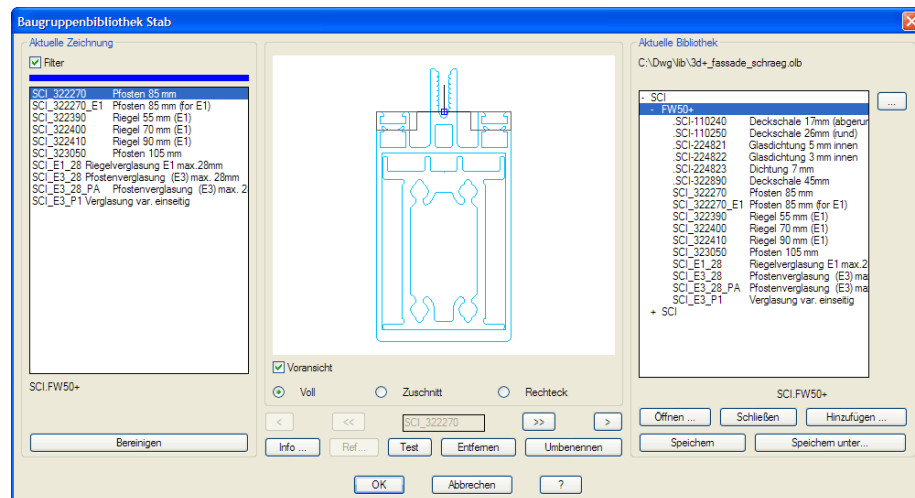 Baugruppenbibliothek Stab
Aktuelle Zeichnung
Filter
SCI_322270 Pfosten 85 mm
SCI_322270_E1 Pfosten 85 mm (for E1)
SCI_322390 Riegel 55 mm (E1)
SCI_322400 Riegel 70 mm (E1)
SCI_322410 Riegel 90 mm (E1)
SCI_323050 Pfosten 105 mm
SCI_E1_28 Riegelverglasung E1 max.28mm
SCI_E3_28 Pfostenverglasung (E3) max. 28mm
SCI_E3_28_PA Pfostenverglasung (E3) max. 2
SCI_E3_P1 Verglasung var. einseitig
SCI.FW50+
Bereinigen
Voransicht
Voll Zuschnitt Rechteck
< << SCI_322270 >> >
Info ... Ref... Test Entfernen Umbenennen
OK Abbrechen ?
Aktuelle Bibliothek
C:\Dwg\lib\3d+_fassade_schraeg.olb
...
- SCI
- FW50+
.SCI-110240 Deckschale 17mm (abgerun
.SCI-110250 Deckschale 26mm (rund)
.SCI-224821 Glasdichtung 5 mm innen
.SCI-224822 Glasdichtung 3 mm innen
.SCI-224823 Dichtung 7 mm
.SCI-322890 Deckschale 45mm
SCI_322270 Pfosten 85 mm
SCI_322270_E1 Pfosten 85 mm (for E1)
SCI_322390 Riegel 55 mm (E1)
SCI_322400 Riegel 70 mm (E1)
SCI_322410 Riegel 90 mm (E1)
SCI_323050 Pfosten 105 mm
SCI_E1_28 Riegelverglasung E1 max.2
SCI_E3_28 Pfostenverglasung (E3) ma
SCI_E3_28_PA Pfostenverglasung (E3) ma
SCI_E3_P1 Verglasung var. einseitig
+ SCI
SCI.FW50+
Öffnen ... Schließen Hinzufügen ...
Speichern Speichern unter...